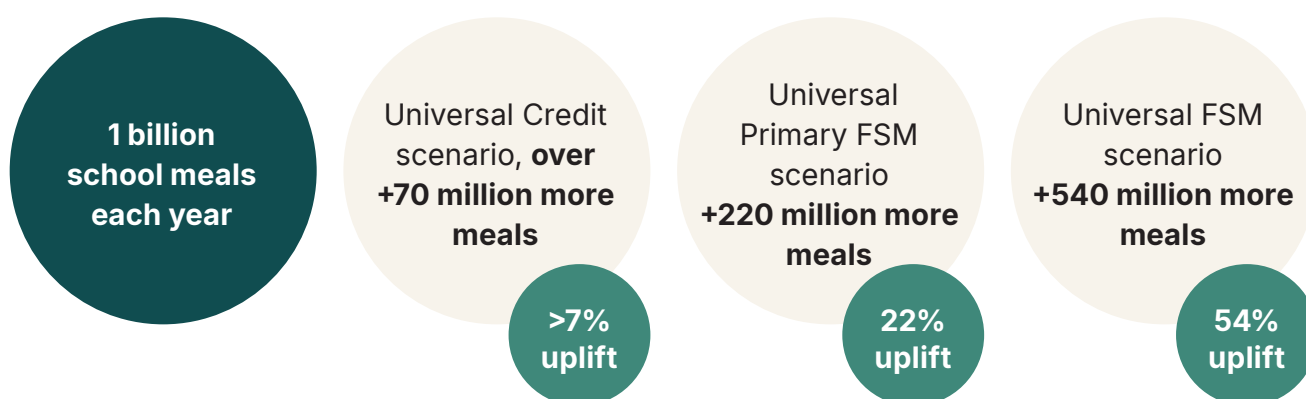 1 billion
school meals
each year
Universal Credit
scenario, over
+70 million more
meals
>7%
uplift
Universal
Primary FSM
scenario
+220 million more
meals
22%
uplift
Universal FSM
scenario
+540 million more
meals
54%
uplift